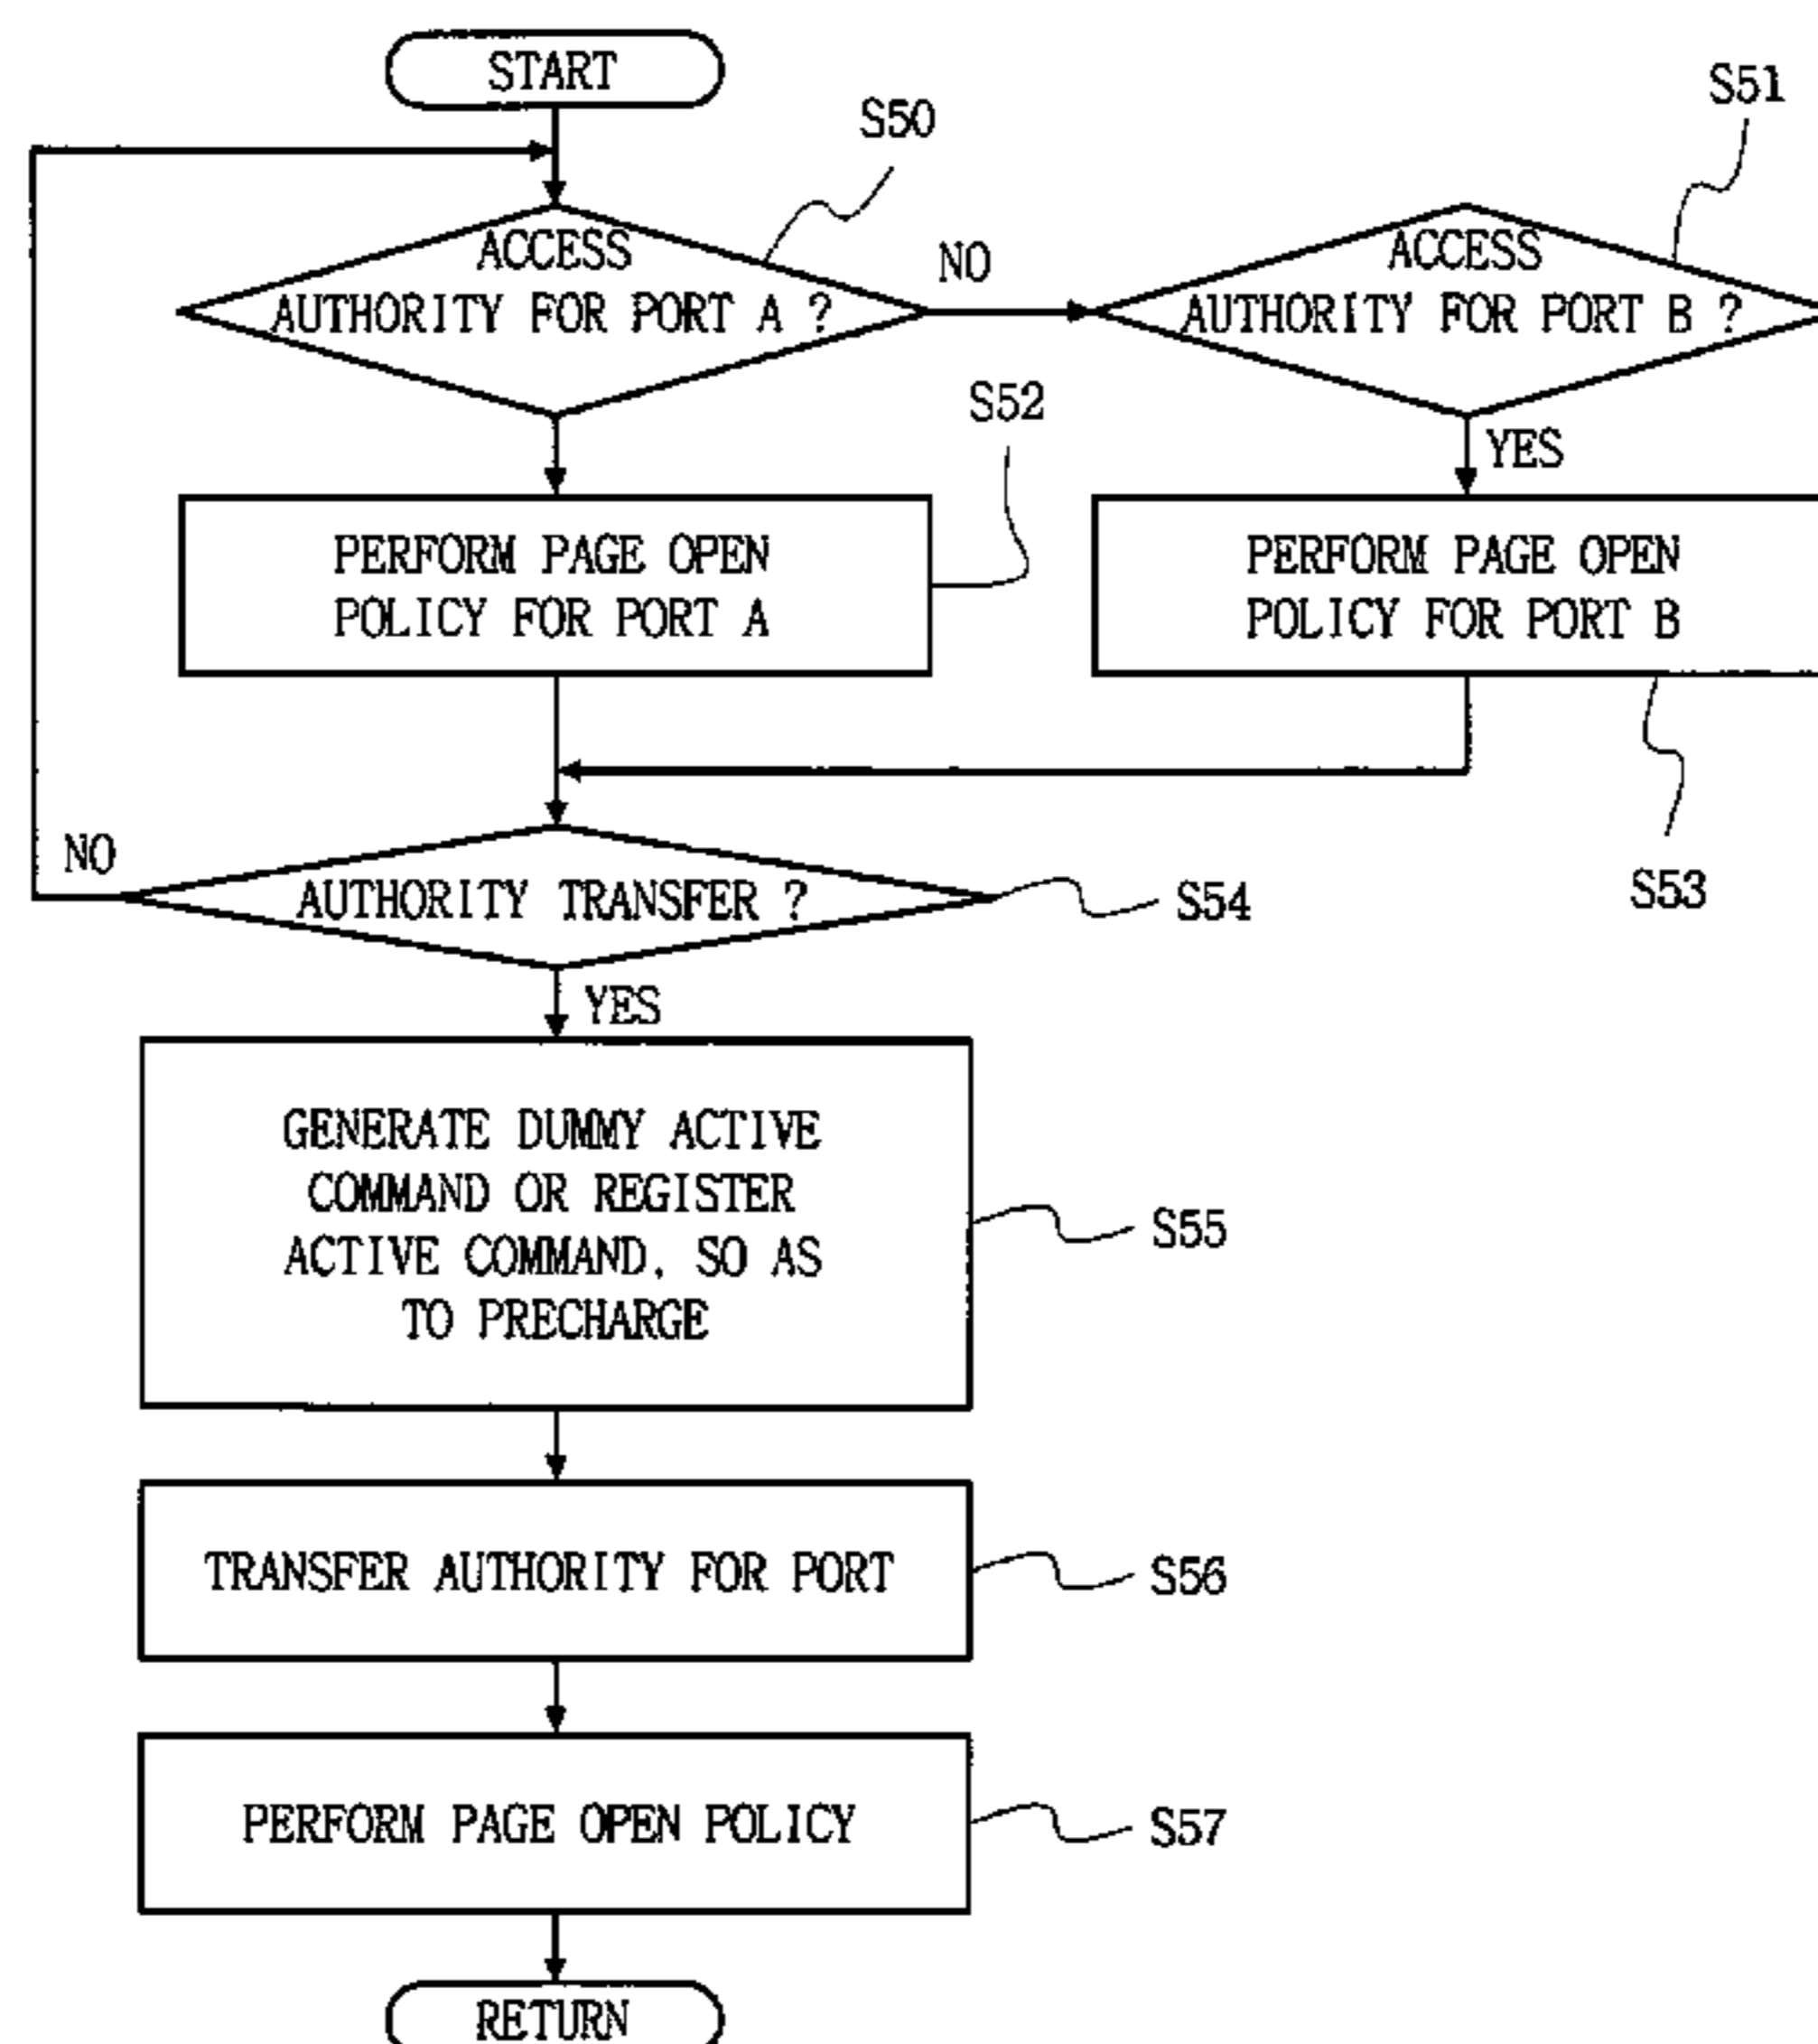 START
S50
S51
ACCESS
AUTHORITY FOR PORT A ?
NO
ACCESS
AUTHORITY FOR PORT B ?
S52
YES
PERFORM PAGE OPEN
POLICY FOR PORT A
PERFORM PAGE OPEN
POLICY FOR PORT B
NO
AUTHORITY TRANSFER ?
S54
S53
YES
GENERATE DUMMY ACTIVE
COMMAND OR REGISTER
ACTIVE COMMAND, SO AS
TO PRECHARGE
S55
TRANSFER AUTHORITY FOR PORT
S56
PERFORM PAGE OPEN POLICY
S57
RETURN